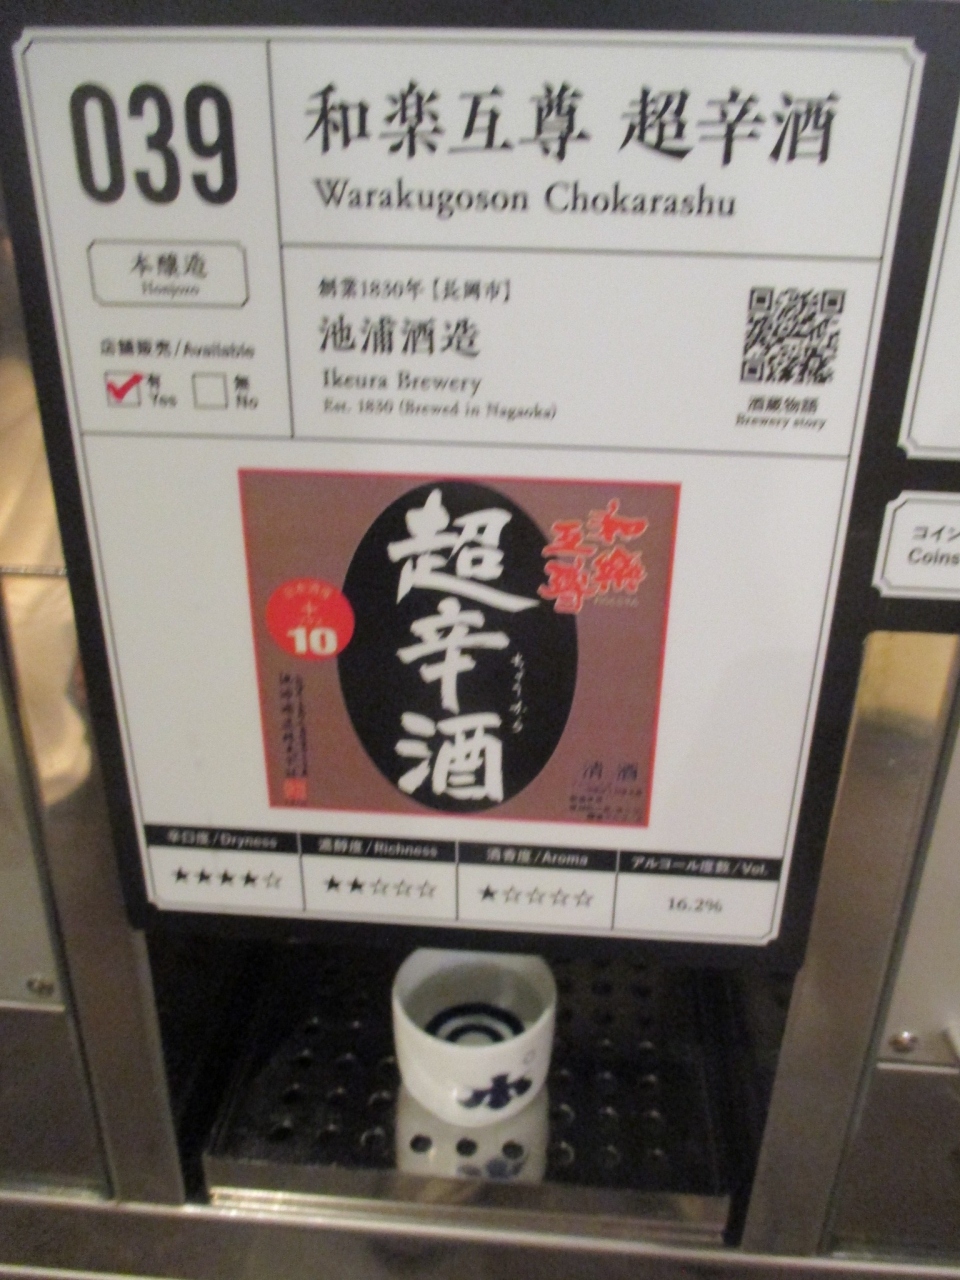 039
和楽互尊 超辛酒
Warakugoson Chokarashu
本醸造
Honjozo
店舗販売/Available
有
Yes
無
No
創業1830年【長岡市】
池浦酒造
Ikeura Brewery
Est. 1830 (Brewed in Nagaoka)
酒蔵物語
Brewery story
超辛酒
和楽互尊
日本酒度
+
10
清酒
コイン
Coins
辛口度/Dryness
★★★★☆
濃醇度/Richness
★★☆☆☆
酒香度/Aroma
★☆☆☆☆
アルコール度数/Vol.
16.2%